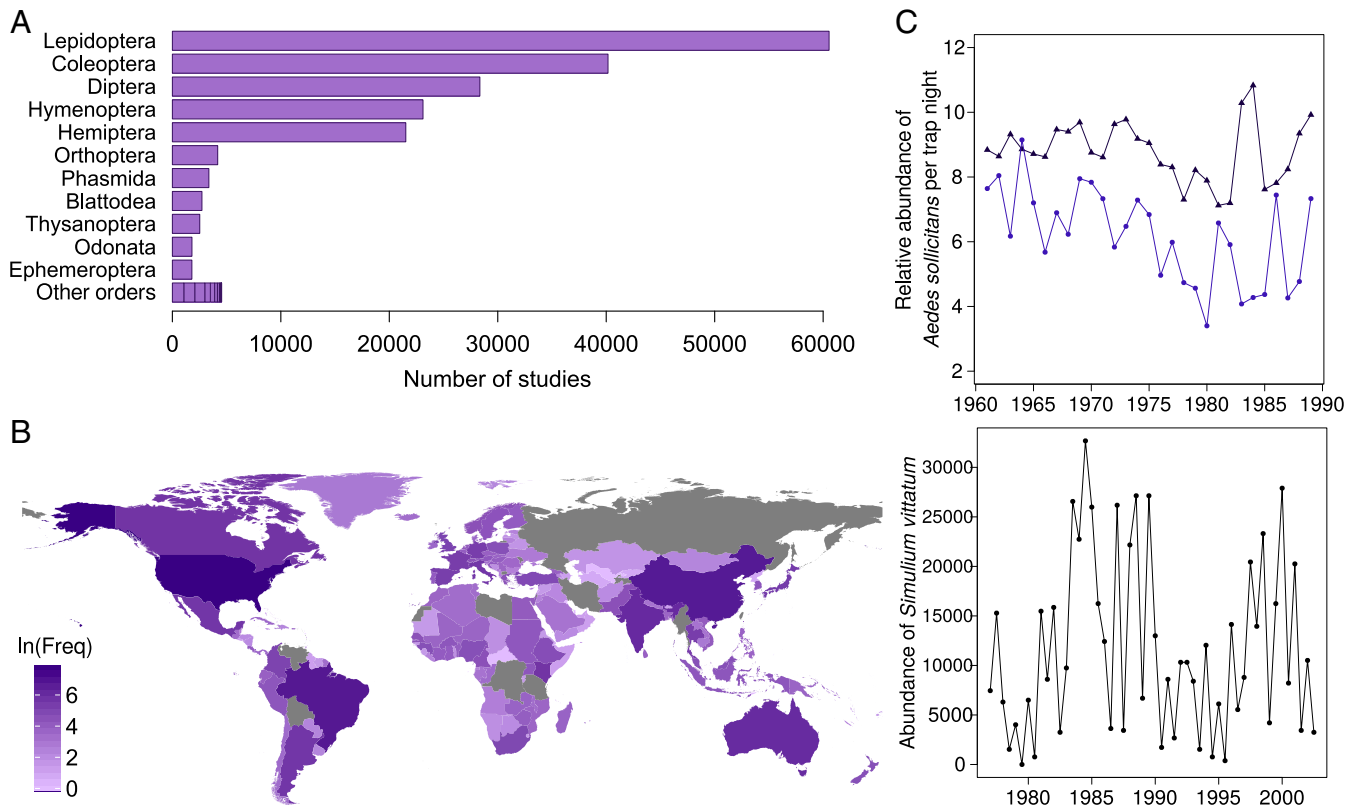 A
Lepidoptera
Coleoptera
Diptera
Hymenoptera
Hemiptera
Orthoptera
Phasmida
Blattodea
Thysanoptera
Odonata
Ephemeroptera
Other orders
0 10000 20000 30000 40000 50000 60000
Number of studies
B
ln(Freq)
6
4
2
0
C
Relative abundance of
Aedes sollicitans per trap night
12
10
8
6
4
2
1960 1965 1970 1975 1980 1985 1990
Abundance of Simulium vittatum
30000
25000
20000
15000
10000
5000
0
1980 1985 1990 1995 2000